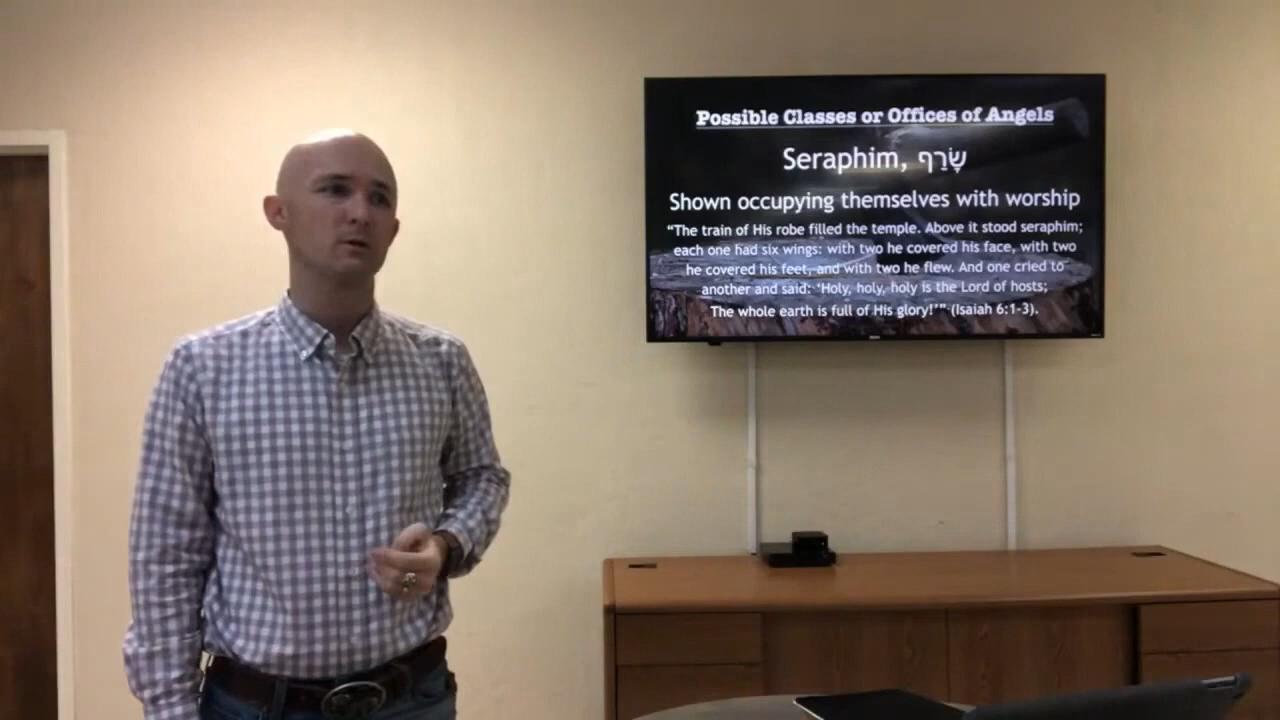 Possible Classes or Offices of Angels
Seraphim, שָׂרַף
Shown occupying themselves with worship
“The train of His robe filled the temple. Above it stood seraphim;
each one had six wings: with two he covered his face, with two
he covered his feet, and with two he flew. And one cried to
another and said: ‘Holy, holy, holy is the Lord of hosts;
The whole earth is full of His glory!’” (Isaiah 6:1-3).